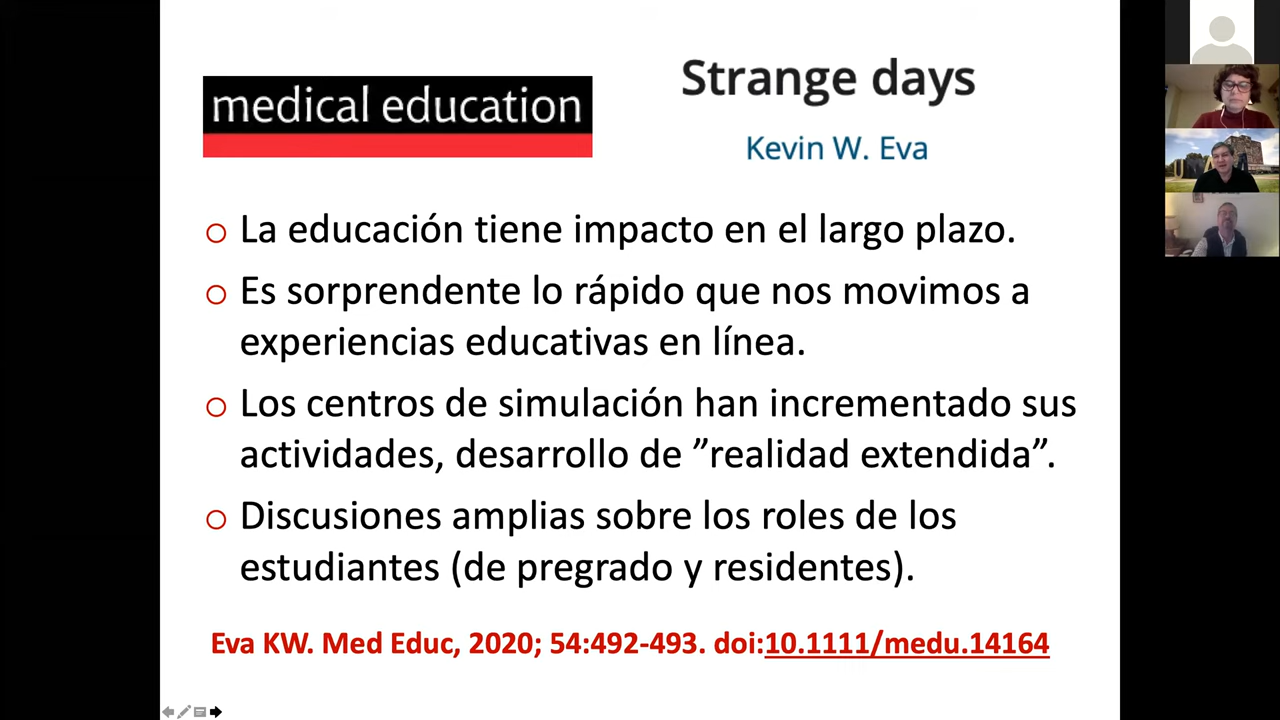 medical education
Strange days
Kevin W. Eva
La educación tiene impacto en el largo plazo.
Es sorprendente lo rápido que nos movimos a
experiencias educativas en línea.
Los centros de simulación han incrementado sus
actividades, desarrollo de ”realidad extendida”.
Discusiones amplias sobre los roles de los
estudiantes (de pregrado y residentes).
Eva KW. Med Educ, 2020; 54:492-493. doi:10.1111/medu.14164